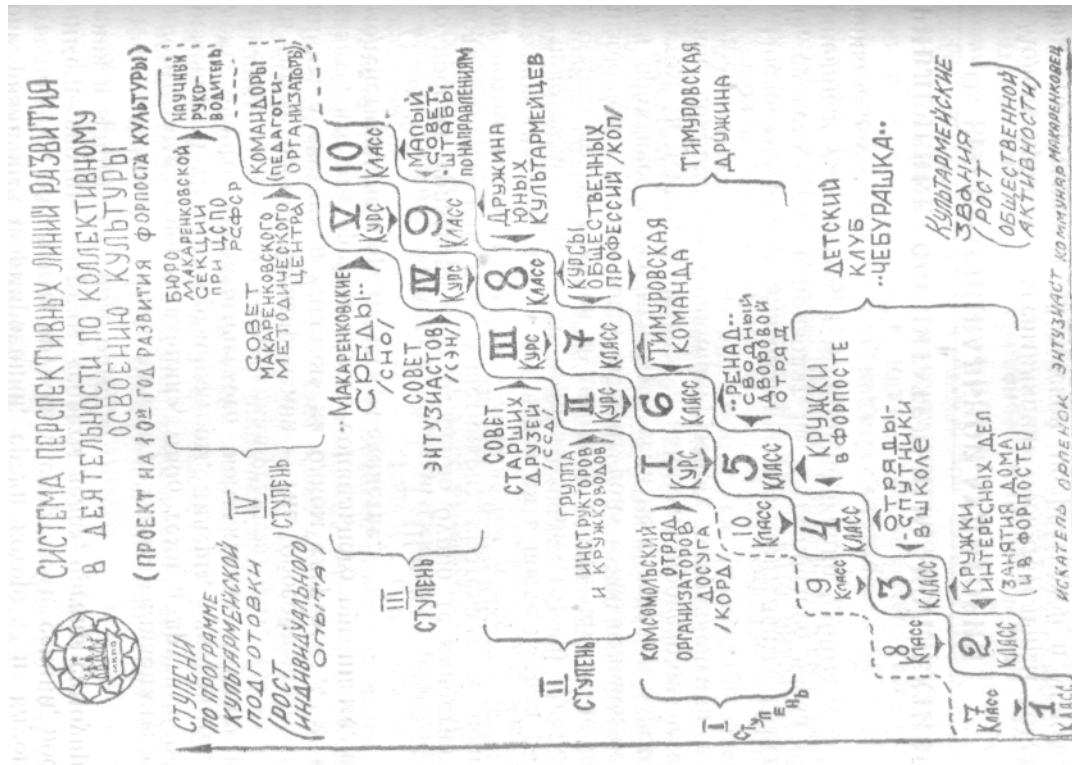 СИСТЕМА ПЕРСПЕКТИВНЫХ ЛИНИЙ РАЗВИТИЯ
В ДЕЯТЕЛЬНОСТИ ПО КОЛЛЕКТИВНОМУ
ОСВОЕНИЮ КУЛЬТУРЫ
(ПРОЕКТ НА 10М ГОД РАЗВИТИЯ ФОРПОСТА КУЛЬТУРЫ)
СТУПЕНИ
ПО ПРОГРАММЕ
КУЛЬТАРМЕЙСКОЙ
ПОДГОТОВКИ
(РОСТ
ИНДИВИДУАЛЬНОГО
ОПЫТА)
IV
СТУПЕНЬ
БЮРО
МАКАРЕНКОВСКОЙ
СЕКЦИИ
ПРИ ЦС ПО
РСФСР
НАУЧНЫЙ
РУКО-
ВОДИТЕЛЬ
СОВЕТ
МАКАРЕНКОВСКОГО
МЕТОДИЧЕСКОГО
ЦЕНТРА
КОМАНДОРЫ
(ПЕДАГОГИ-
ОРГАНИЗАТОРЫ)
III
СТУПЕНЬ
"МАКАРЕНКОВСКИЕ
СРЕДЫ"
/СНО/
СОВЕТ
ЭНТУЗИАСТОВ
/СЭН/
V
КУРС
10
КЛАСС
МАЛЫЙ
СОВЕТ-
-ШТАБЫ
ПО НАПРАВЛЕНИЯМ
IV
КУРС
9
КЛАСС
ДРУЖИНА
ЮНЫХ
КУЛЬТАРМЕЙЦЕВ
II
СТУПЕНЬ
СОВЕТ
СТАРШИХ
ДРУЗЕЙ
/ССД/
III
КУРС
8
КЛАСС
КУРСЫ
ОБЩЕСТВЕННЫХ
ПРОФЕССИЙ /КОП/
ГРУППА
ИНСТРУКТОРОВ
И КРУЖКОВОДОВ
II
КУРС
7
КЛАСС
ТИМУРОВСКАЯ
КОМАНДА
ТИМУРОВСКАЯ
ДРУЖИНА
I
СТУПЕНЬ
КОМСОМОЛЬСКИЙ
ОТРЯД
ОРГАНИЗАТОРОВ
ДОСУГА
/КОРД/
I
КУРС
6
КЛАСС
"РЕНАД"
СВОДНЫЙ
ДВОРОВОЙ
ОТРЯД
10
КЛАСС
5
КЛАСС
КРУЖКИ
В ФОРПОСТЕ
ДЕТСКИЙ
КЛУБ
"ЧЕБУРАШКА"
9
КЛАСС
4
КЛАСС
ОТРЯДЫ-
-СПУТНИКИ
В ШКОЛЕ
8
КЛАСС
3
КЛАСС
КРУЖКИ
ИНТЕРЕСНЫХ ДЕЛ
(ЗАНЯТИЯ ДОМА
И В ФОРПОСТЕ)
7
КЛАСС
2
КЛАСС
1
КЛАСС
КУЛЬТАРМЕЙСКИЕ
ЗВАНИЯ
РОСТ
(ОБЩЕСТВЕННОЙ
АКТИВНОСТИ)
ИСКАТЕЛЬ ОРЛЕНОК ЭНТУЗИАСТ КОММУНАР МАКАРЕНКОВЕЦ